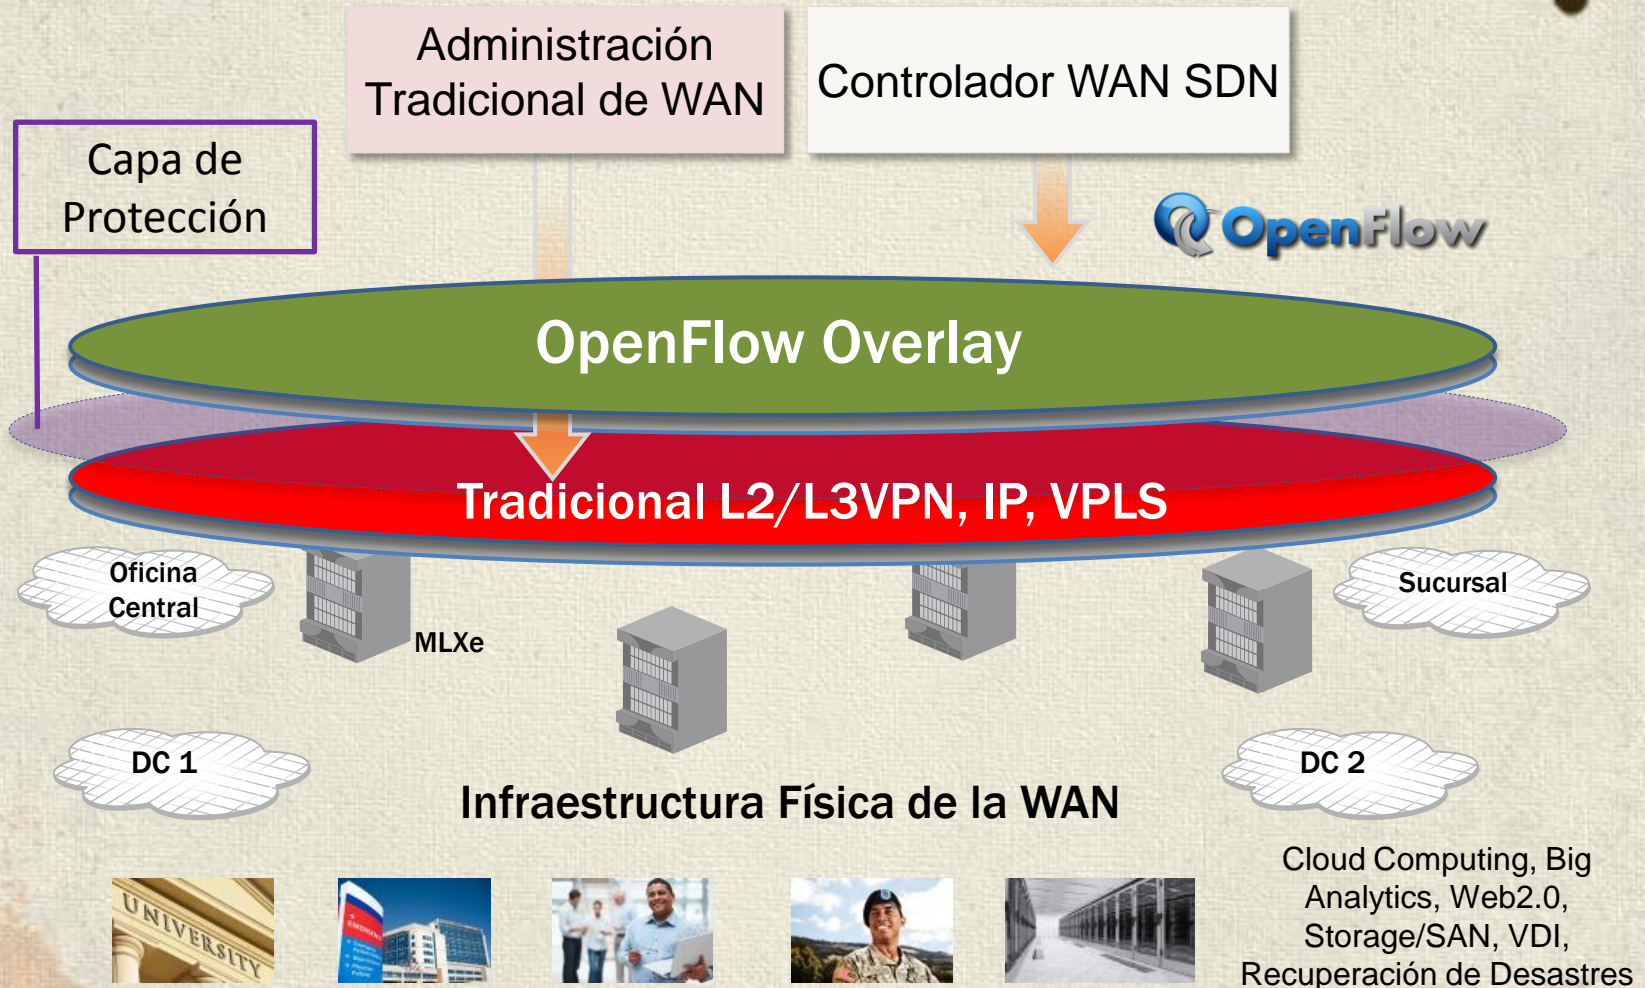 Administración
Tradicional de WAN
Controlador WAN SDN
Capa de
Protección
OpenFlow
OpenFlow Overlay
Tradicional L2/L3VPN, IP, VPLS
Oficina
Central
Sucursal
MLXe
DC 1
DC 2
Infraestructura Física de la WAN
Cloud Computing, Big
Analytics, Web2.0,
Storage/SAN, VDI,
Recuperación de Desastres
UNIVERSITY
EMERGENCY